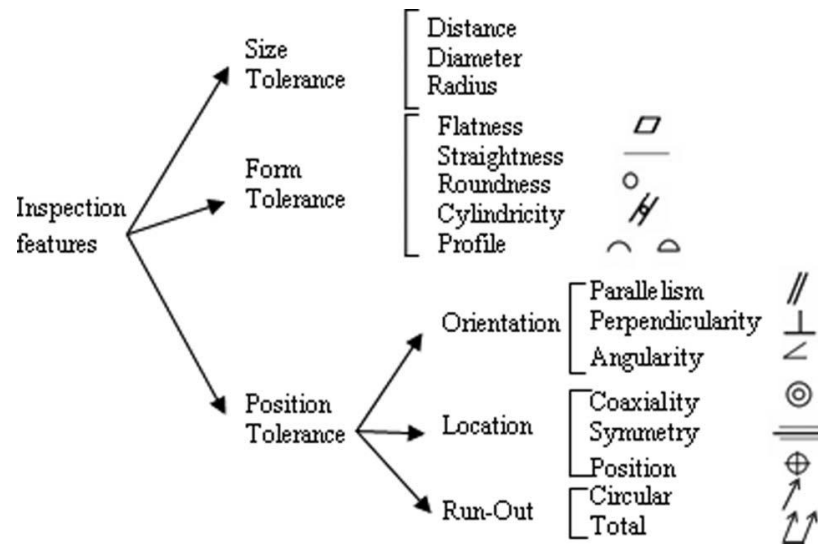 Inspection
features
Size
Tolerance
Distance
Diameter
Radius
Form
Tolerance
Flatness
Straightness
Roundness
Cylindricity
Profile
Position
Tolerance
Orientation
Parallelism
Perpendicularity
Angularity
Location
Coaxiality
Symmetry
Position
Run-Out
Circular
Total